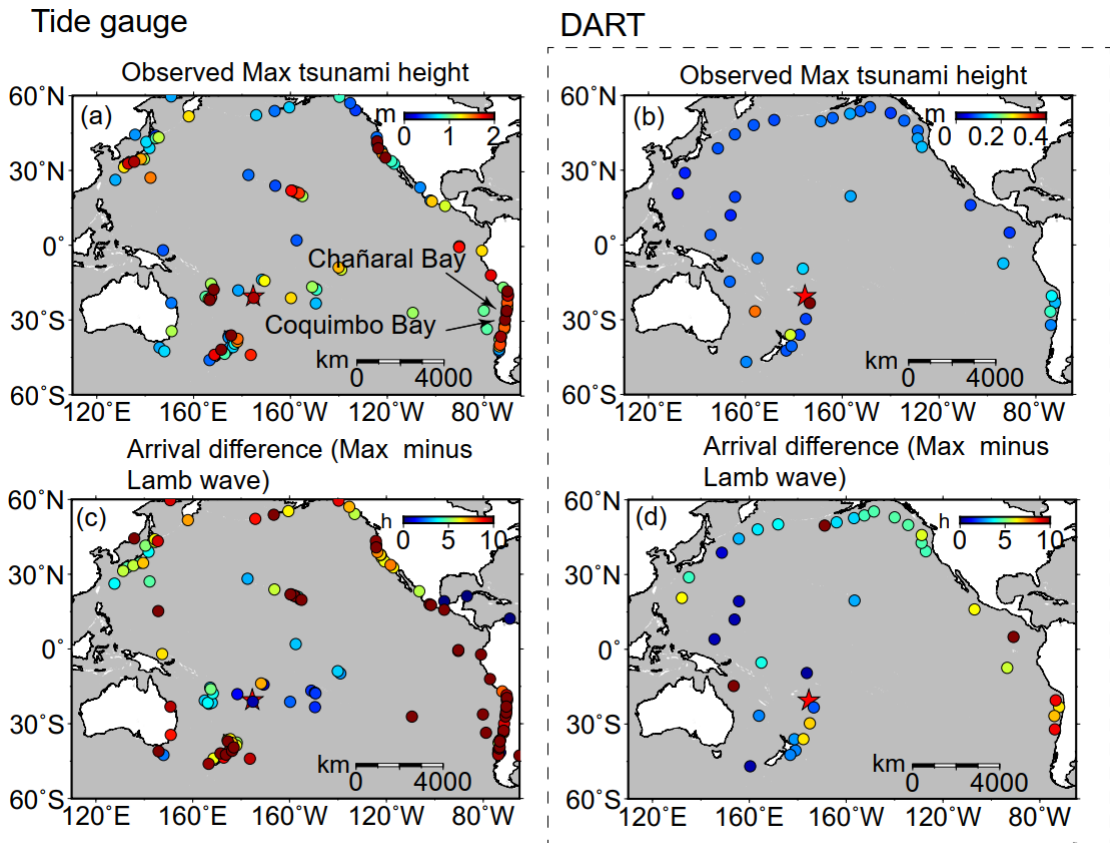 Tide gauge
DART
Observed Max tsunami height
Observed Max tsunami height
60°N
(a)
m
0 1 2
30°N
0°
30°S
60°S
Chañaral Bay
Coquimbo Bay
km
0 4000
120°E 160°E 160°W 120°W 80°W
60°N
(b)
m
0 0.2 0.4
30°N
0°
30°S
60°S
km
0 4000
120°E 160°E 160°W 120°W 80°W
Arrival difference (Max minus
Lamb wave)
Arrival difference (Max minus
Lamb wave)
60°N
(c)
h
0 5 10
30°N
0°
30°S
60°S
km
0 4000
120°E 160°E 160°W 120°W 80°W
60°N
(d)
h
0 5 10
30°N
0°
30°S
60°S
km
0 4000
120°E 160°E 160°W 120°W 80°W